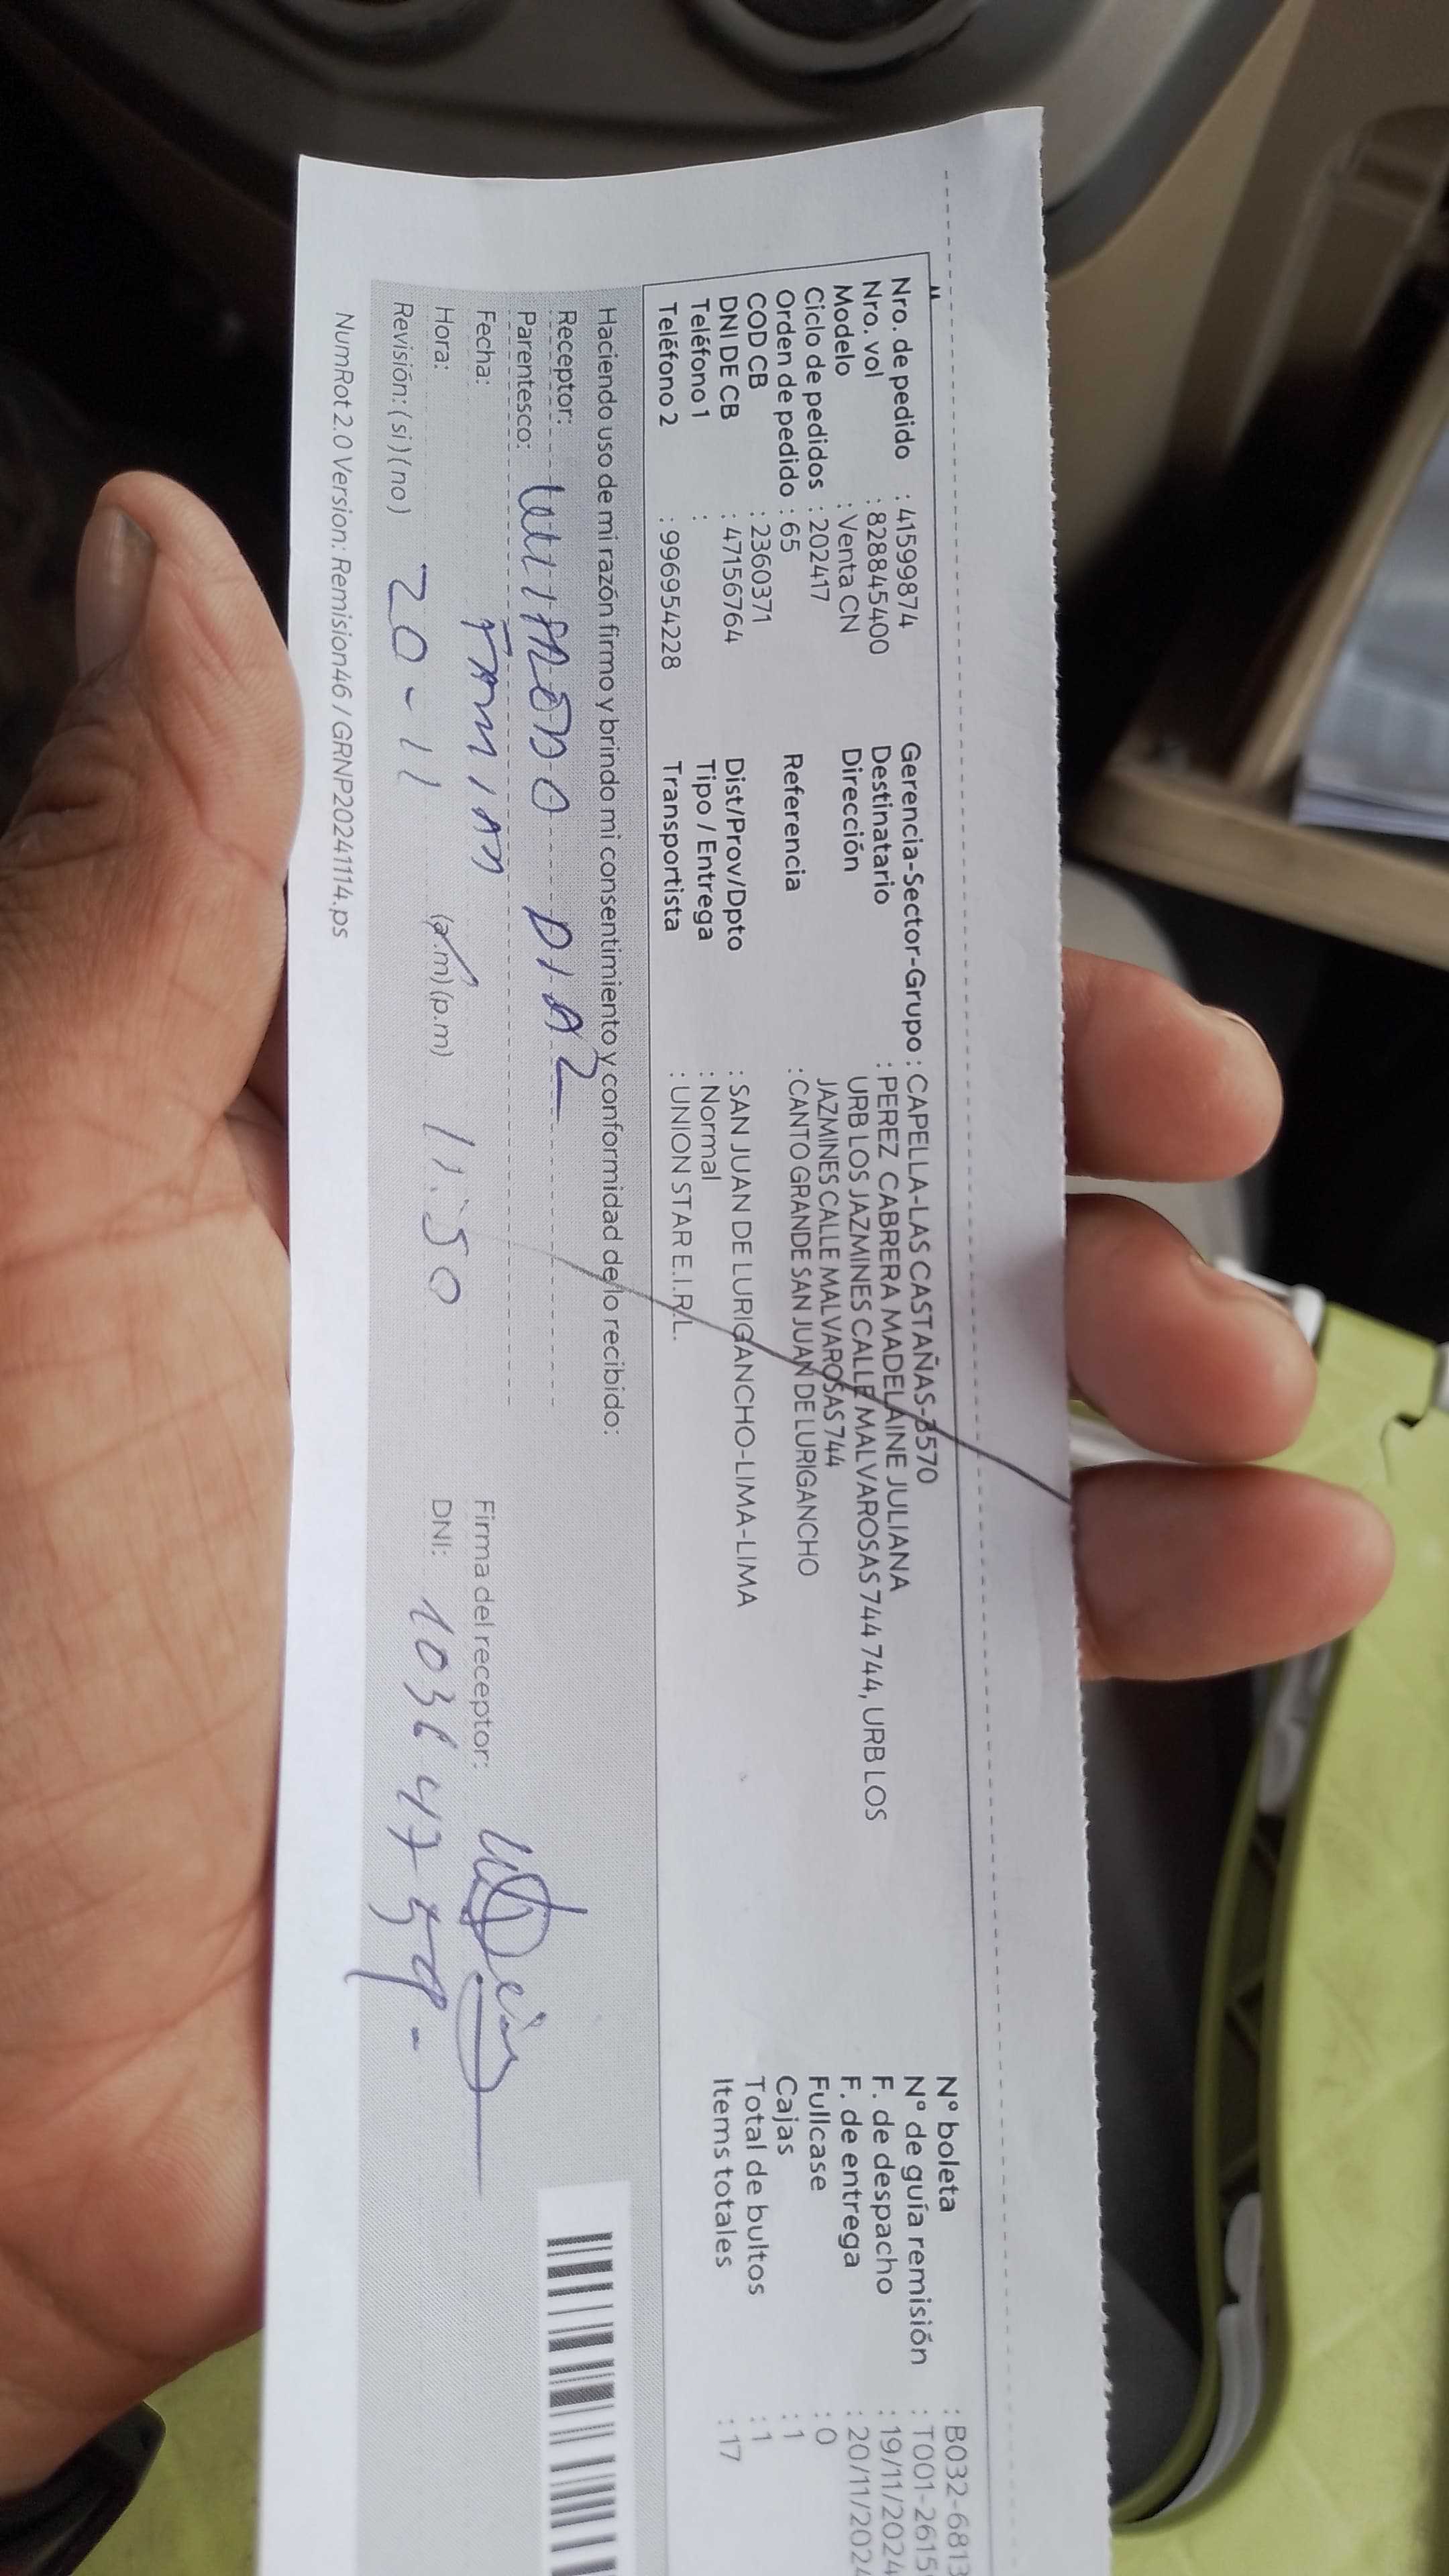 Nro. de pedido : 41599874
Nro. vol : 828845400
Modelo : Venta CN
Ciclo de pedidos : 202417
Orden de pedido : 65
COD CB : 2360371
DNI DE CB : 47156764
Teléfono 1 :
Teléfono 2 : 996954228
Gerencia-Sector-Grupo : CAPELLA-LAS CASTAÑAS-3570
Destinatario : PEREZ CABRERA MADELAINE JULIANA
Dirección URB LOS JAZMINES CALLE MALVAROSAS 744 744, URB LOS
JAZMINES CALLE MALVAROSAS 744
Referencia : CANTO GRANDE SAN JUAN DE LURIGANCHO
Dist/Prov/Dpto : SAN JUAN DE LURIGANCHO-LIMA-LIMA
Tipo / Entrega : Normal
Transportista : UNION STAR E.I.R.L.
N° boleta : B032-6813
N° de guía remisión : T001-2615
F. de despacho : 19/11/2024
F. de entrega : 20/11/2024
Fullcase : 0
Cajas : 1
Total de bultos : 1
Items totales : 17
Haciendo uso de mi razón firmo y brindo mi consentimiento y conformidad de lo recibido:
Receptor: DIAZ
Parentesco:
Fecha:
Hora: (a.m) (p.m) 11:50
Revisión: (si) (no) 20-11
Firma del receptor:
DNI: 10364759-
NumRot 2.0 Version: Remision46 / GRNP20241114.ps